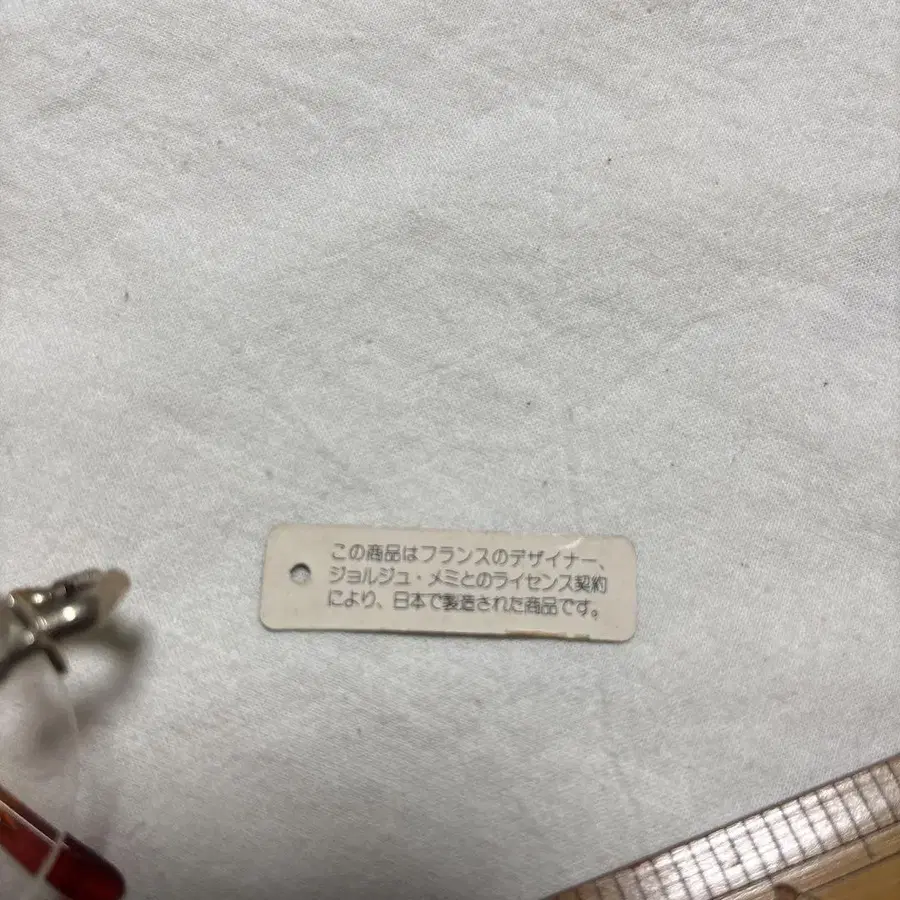 この商品はフランスのデザイナー、
ジョルジュ・メミとのライセンス契約
により、日本で製造された商品です。